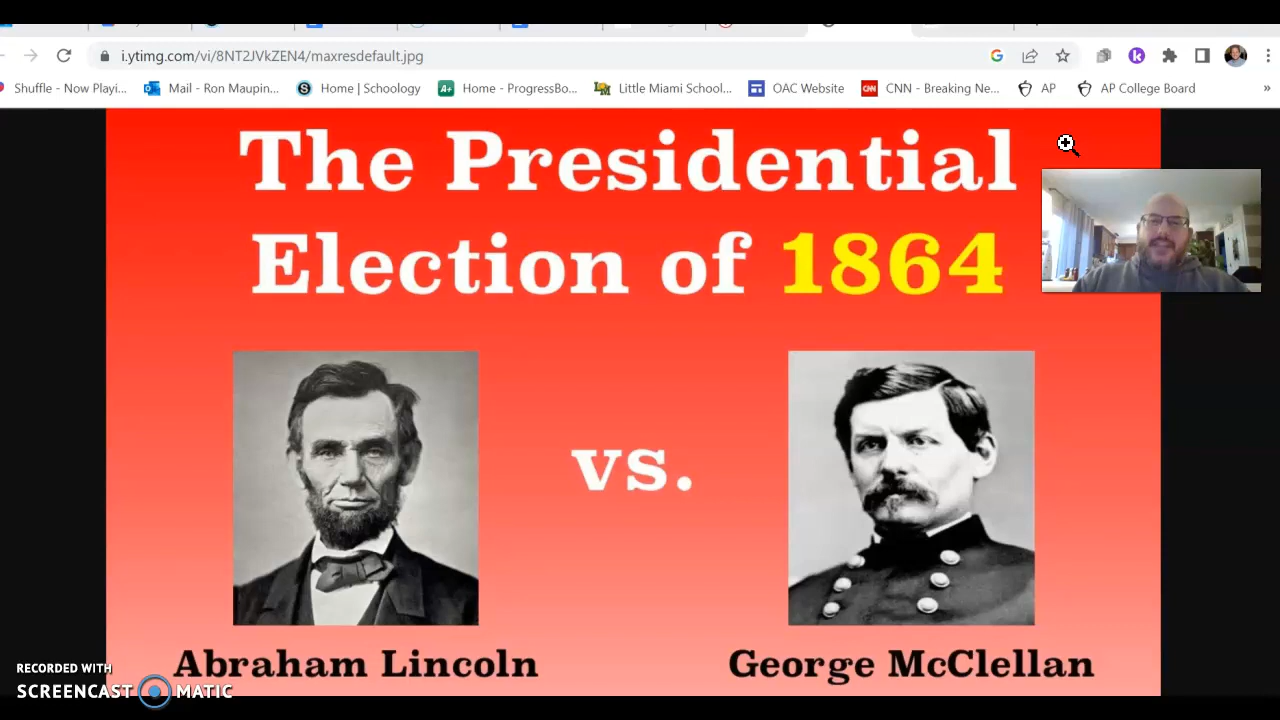 i.ytimg.com/vi/8NT2JVkZEN4/maxresdefault.jpg
Shuffle - Now Playi... Mail - Ron Maupin... Home | Schoology Home - ProgressBo... Little Miami School... OAC Website CNN - Breaking Ne... AP AP College Board »
The Presidential
Election of 1864
vs.
Abraham Lincoln George McClellan
RECORDED WITH
SCREENCAST MATIC